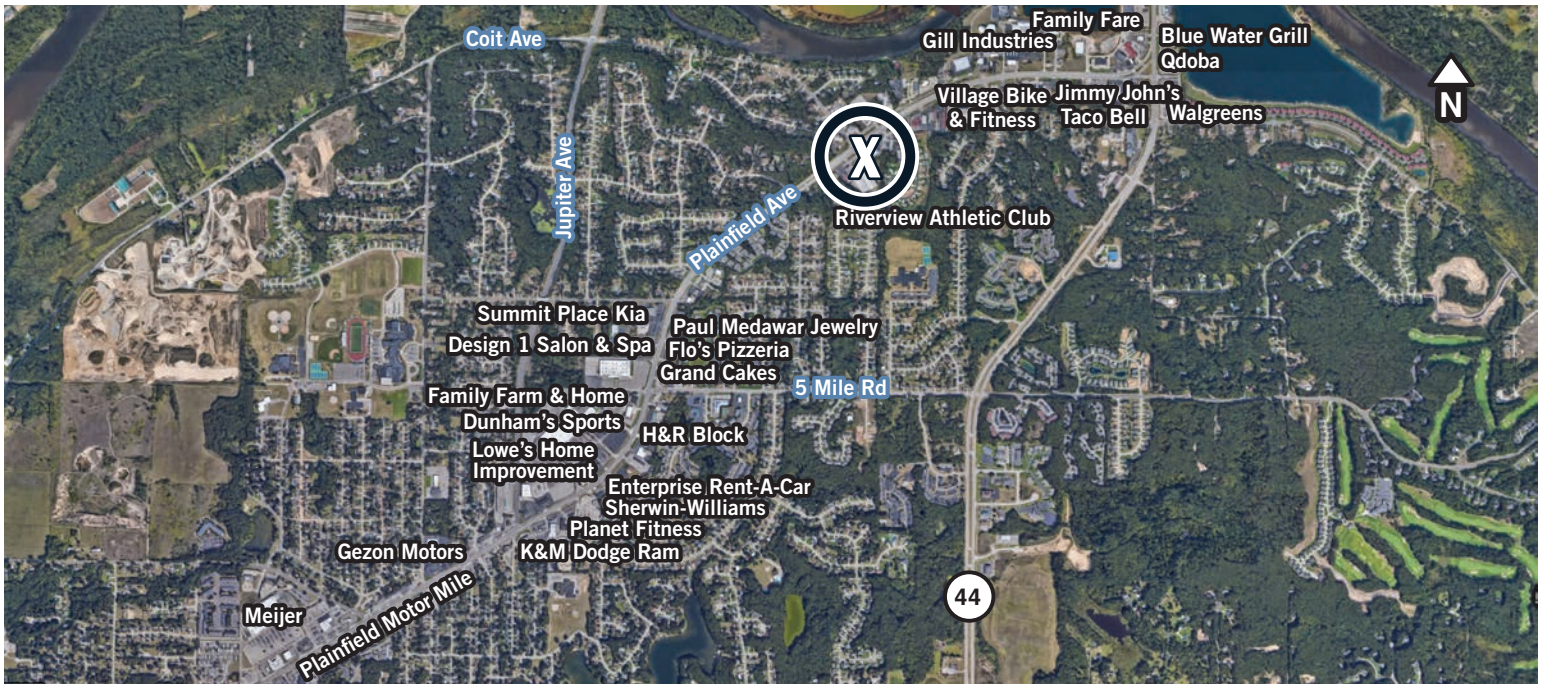 Family Fare
Coit Ave
Gill Industries
Blue Water Grill
Qdoba
N
Village Bike
& Fitness
Jimmy John's
Taco Bell
Walgreens
X
Jupiter Ave
Plainfield Ave
Riverview Athletic Club
Summit Place Kia
Design 1 Salon & Spa
Paul Medawar Jewelry
Flo's Pizzeria
Grand Cakes
5 Mile Rd
Family Farm & Home
Dunham's Sports
Lowe's Home
Improvement
H&R Block
Enterprise Rent-A-Car
Sherwin-Williams
Planet Fitness
K&M Dodge Ram
Gezon Motors
Plainfield Motor Mile
Meijer
44